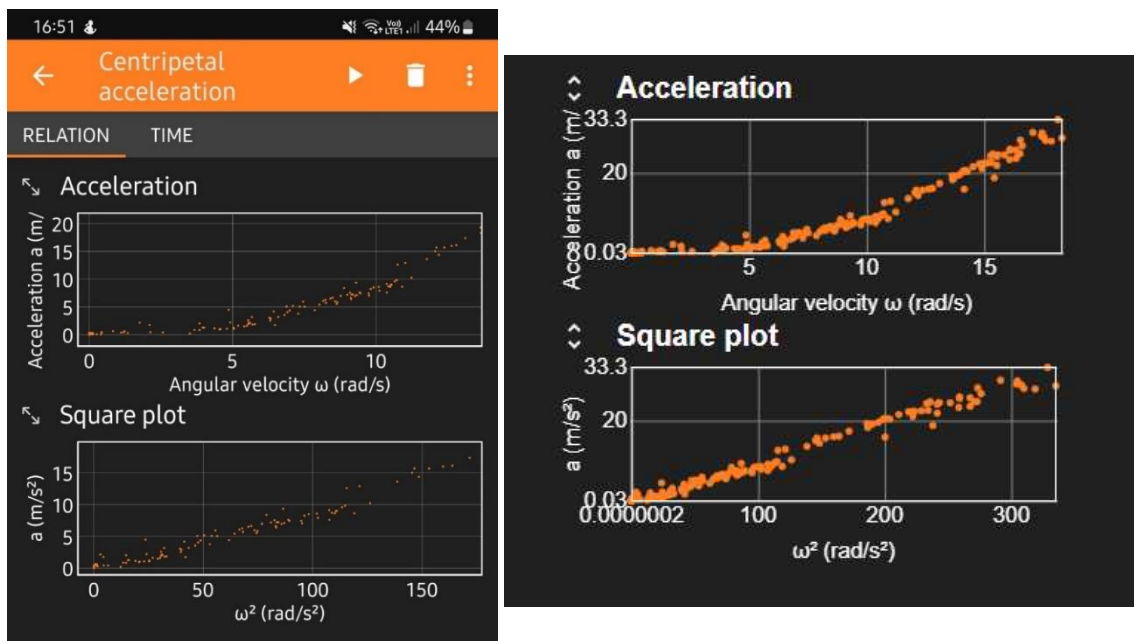 16:51 44%
Vo))
LTE1
Centripetal
acceleration
RELATION TIME
Acceleration
Acceleration a (m/
20
15
10
5
0
0 5 10
Angular velocity ω (rad/s)
Square plot
a (m/s²)
15
10
5
0
0 50 100 150
ω² (rad/s²)
Acceleration
Acceleration a (m/
33.3
20
0.03
5 10 15
Angular velocity ω (rad/s)
Square plot
a (m/s²)
33.3
20
0.03
0.0000002 100 200 300
ω² (rad/s²)